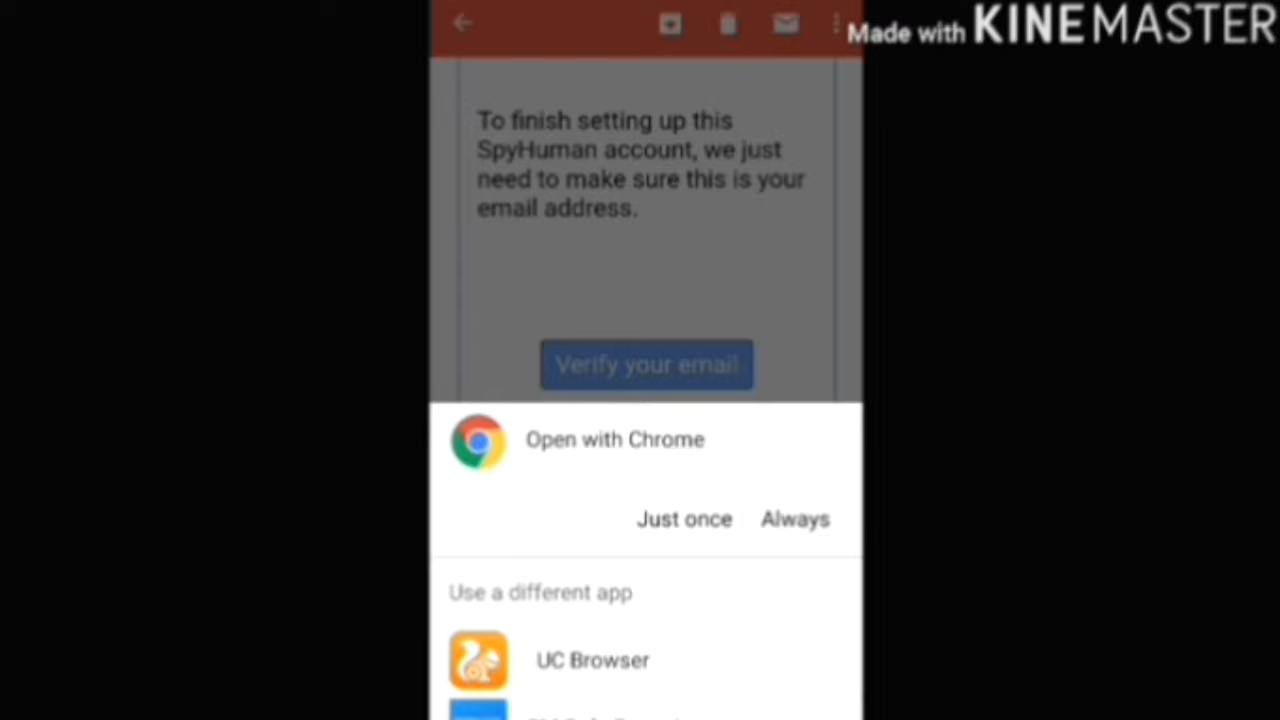 Made with KINEMASTER
To finish setting up this
SpyHuman account, we just
need to make sure this is your
email address.
Verify your email
Open with Chrome
Just once Always
Use a different app
UC Browser